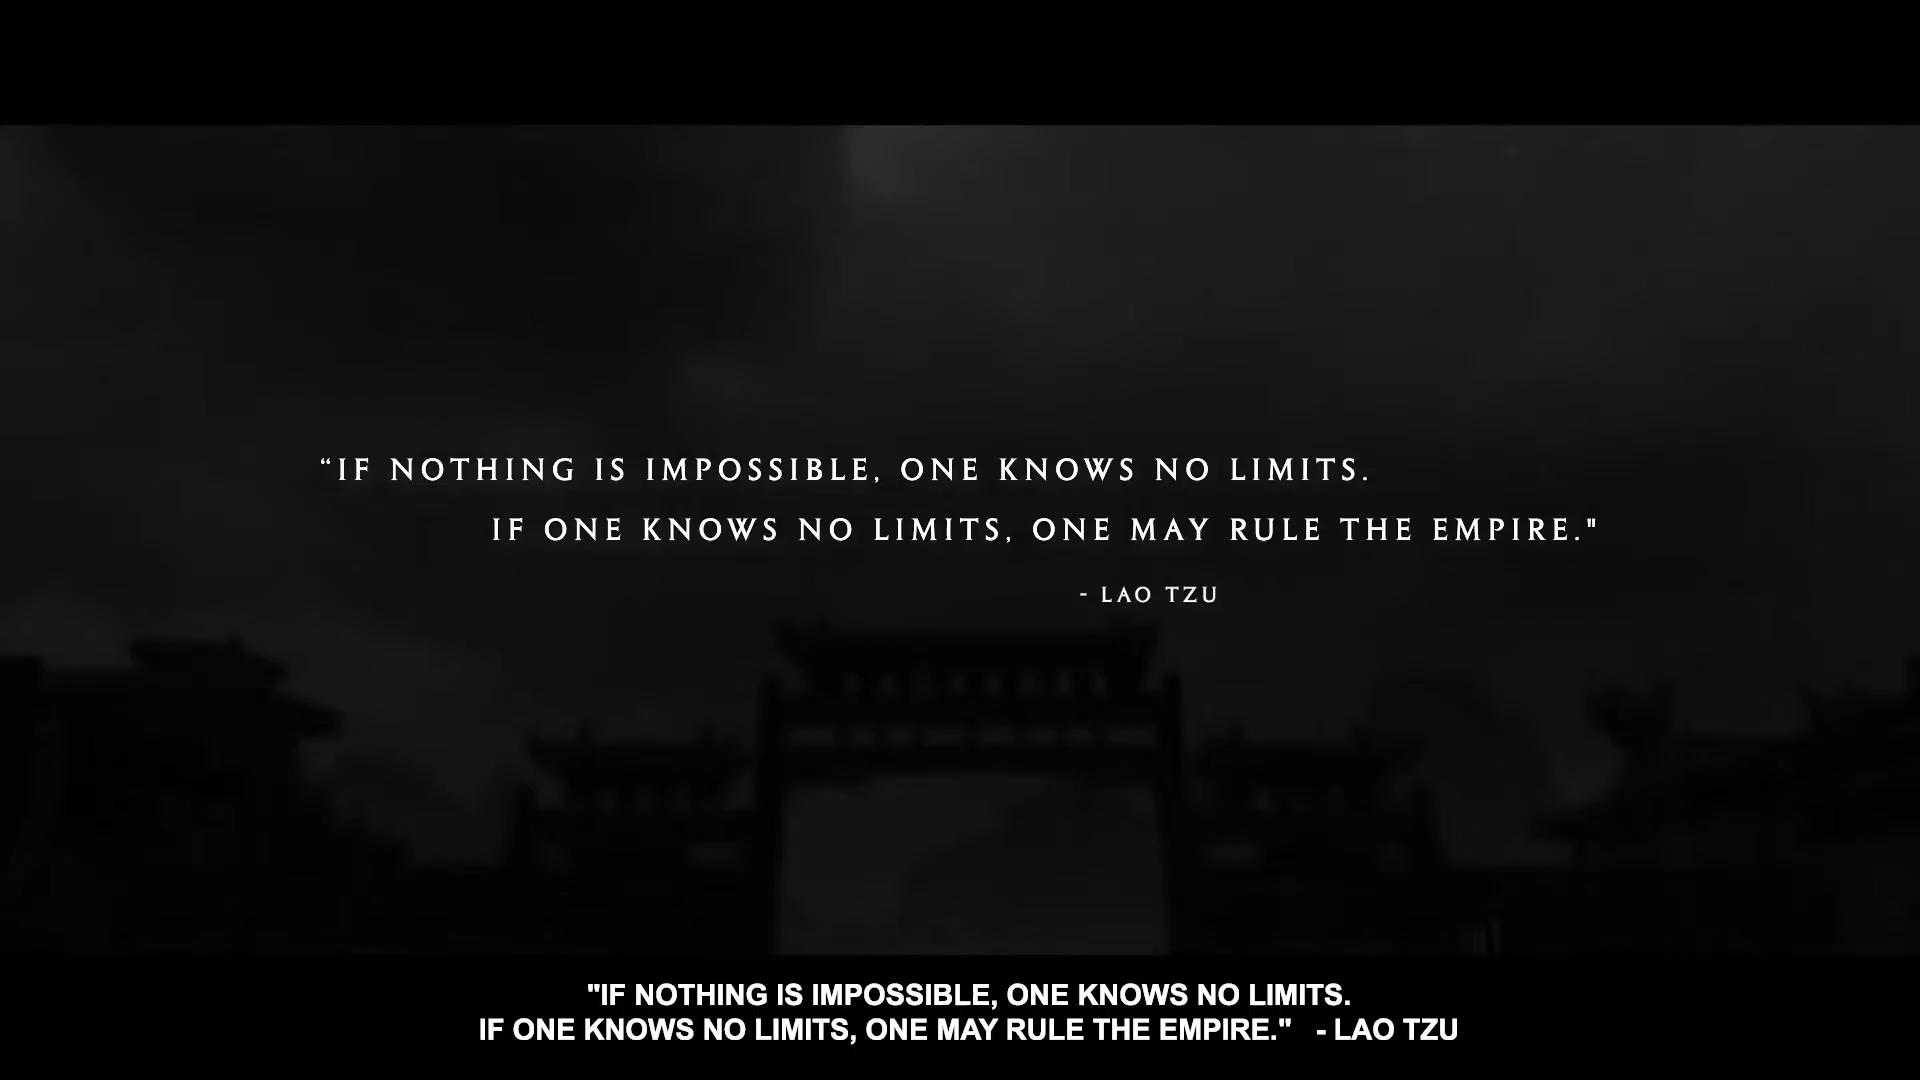 “IF NOTHING IS IMPOSSIBLE, ONE KNOWS NO LIMITS.
IF ONE KNOWS NO LIMITS, ONE MAY RULE THE EMPIRE."
- LAO TZU
"IF NOTHING IS IMPOSSIBLE, ONE KNOWS NO LIMITS.
IF ONE KNOWS NO LIMITS, ONE MAY RULE THE EMPIRE." - LAO TZU